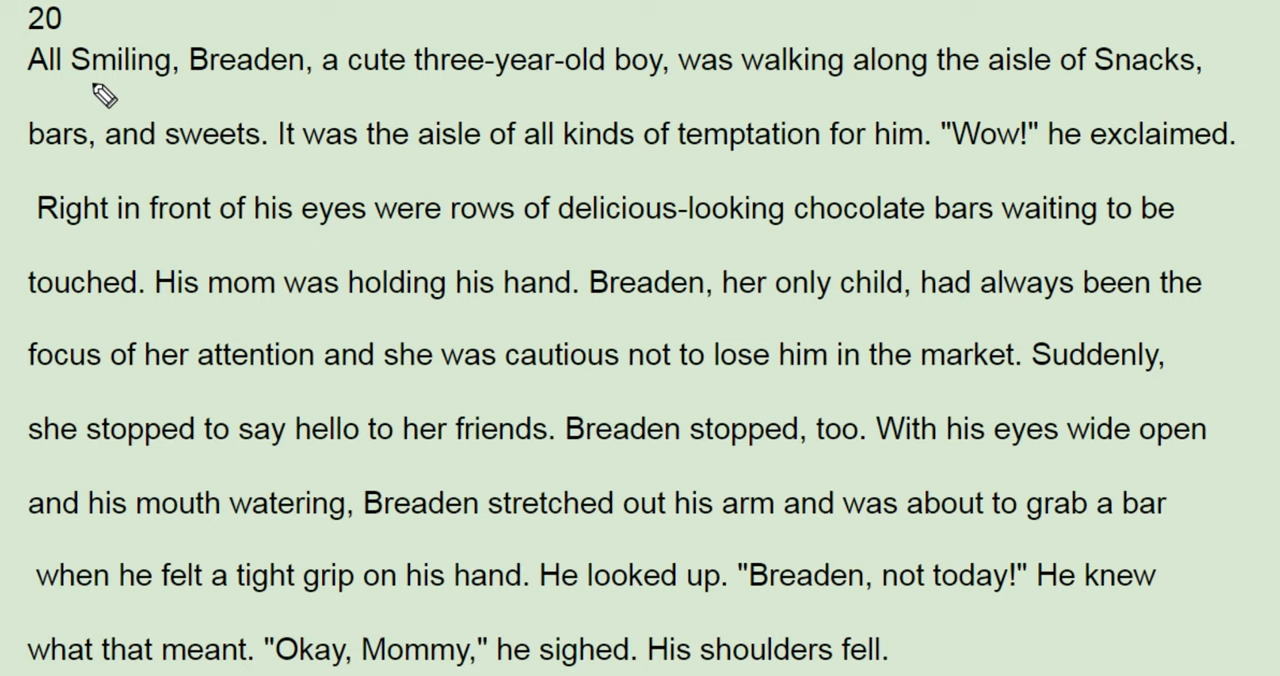 20
All Smiling, Breaden, a cute three-year-old boy, was walking along the aisle of Snacks,
bars, and sweets. It was the aisle of all kinds of temptation for him. "Wow!" he exclaimed.
Right in front of his eyes were rows of delicious-looking chocolate bars waiting to be
touched. His mom was holding his hand. Breaden, her only child, had always been the
focus of her attention and she was cautious not to lose him in the market. Suddenly,
she stopped to say hello to her friends. Breaden stopped, too. With his eyes wide open
and his mouth watering, Breaden stretched out his arm and was about to grab a bar
when he felt a tight grip on his hand. He looked up. "Breaden, not today!" He knew
what that meant. "Okay, Mommy," he sighed. His shoulders fell.